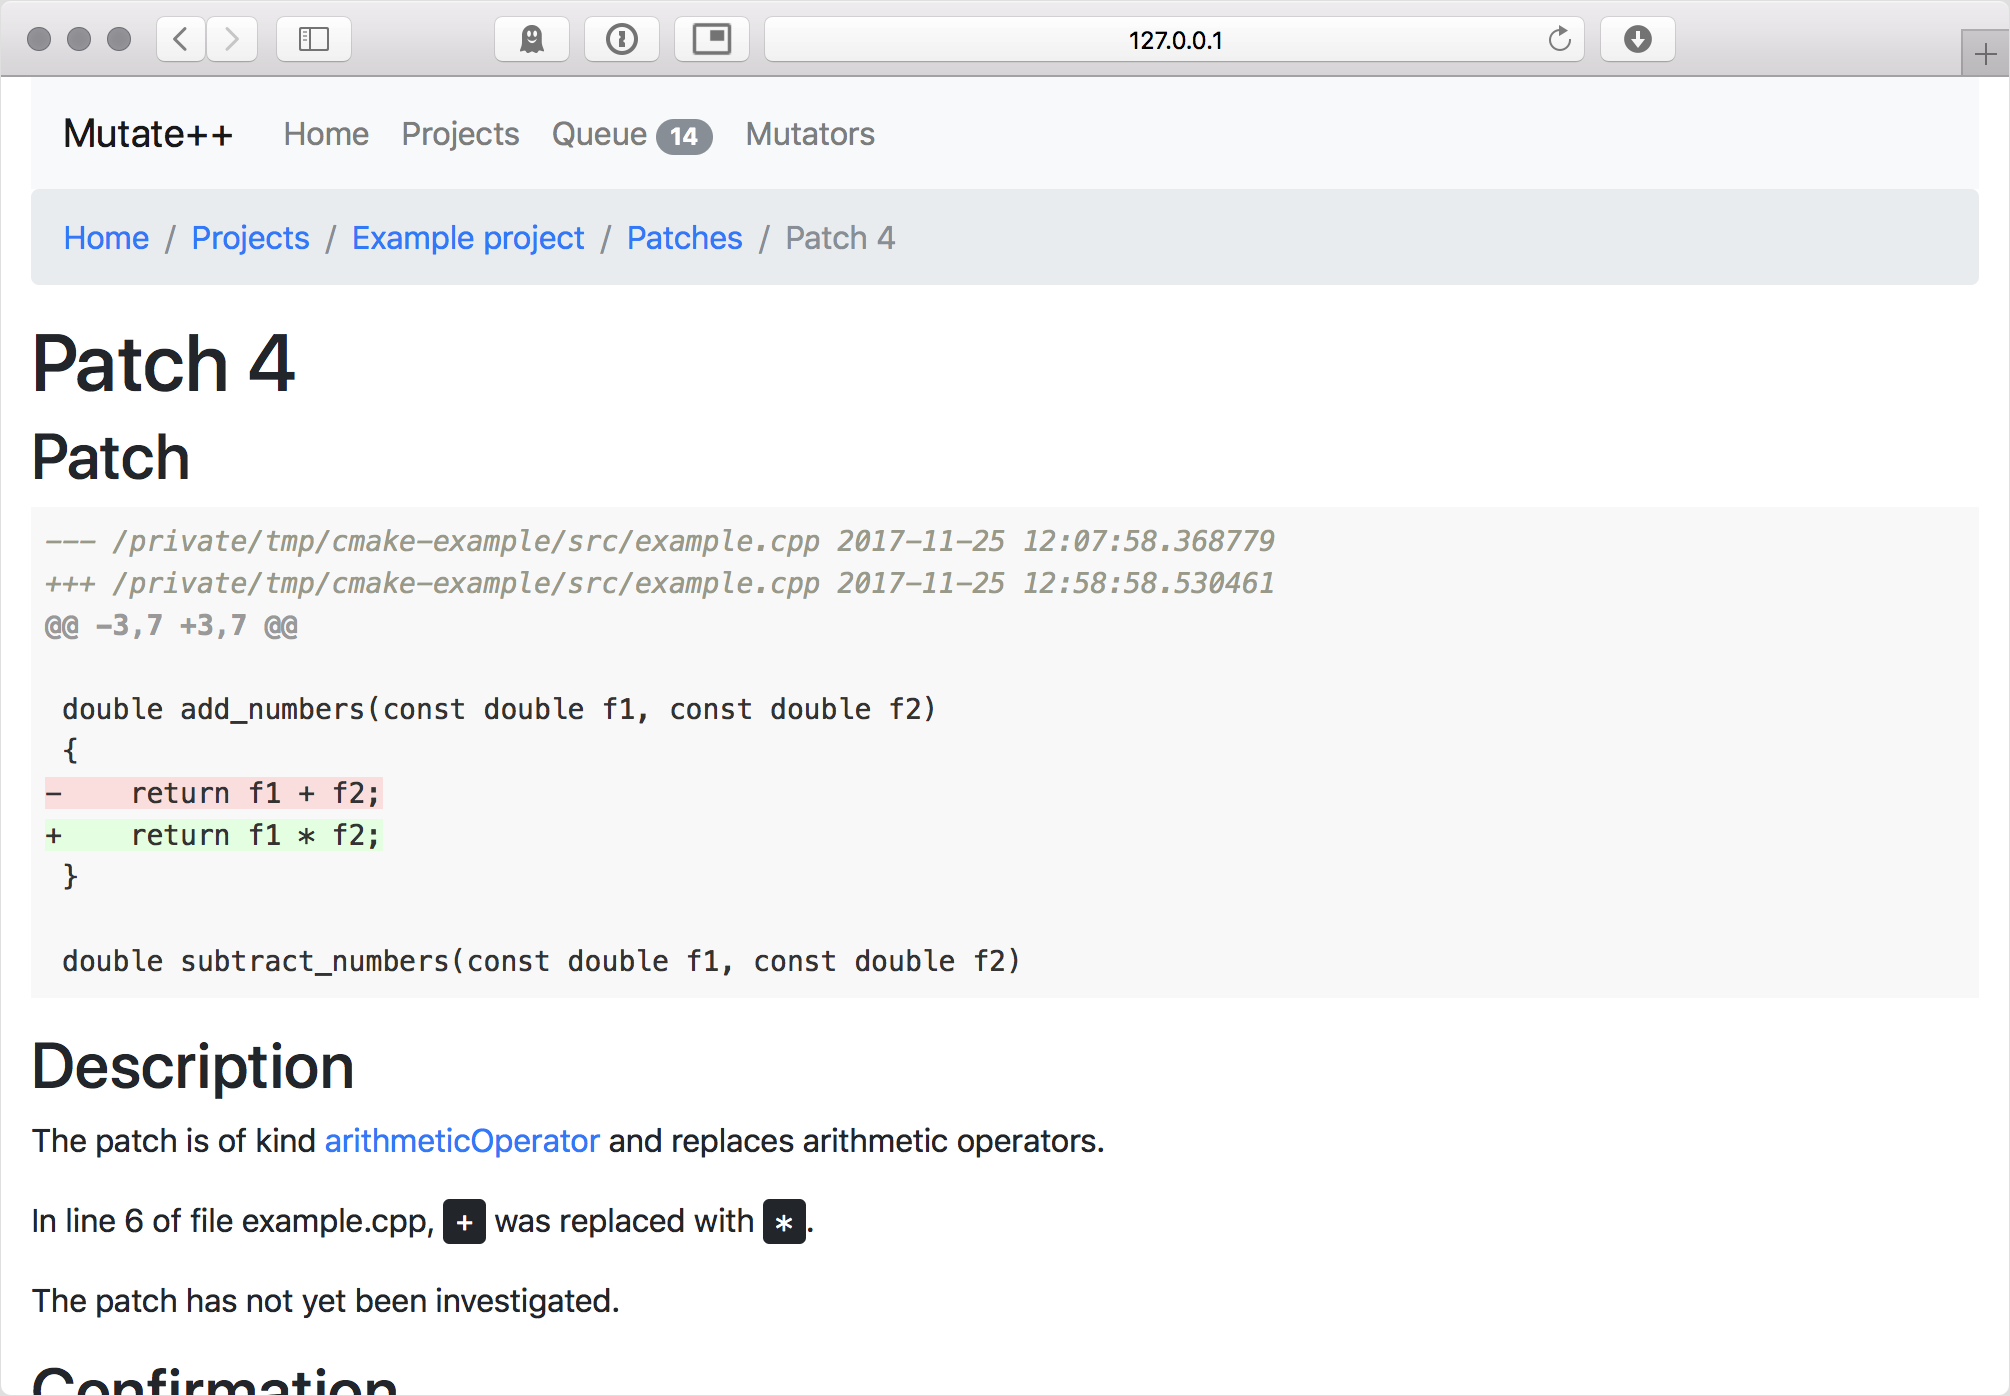 127.0.0.1
Mutate++ Home Projects Queue 14 Mutators
Home / Projects / Example project / Patches / Patch 4
Patch 4
Patch
--- /private/tmp/cmake-example/src/example.cpp 2017-11-25 12:07:58.368779
+++ /private/tmp/cmake-example/src/example.cpp 2017-11-25 12:58:58.530461
@@ -3,7 +3,7 @@
 double add_numbers(const double f1, const double f2)
 {
-    return f1 + f2;
+    return f1 * f2;
 }
 double subtract_numbers(const double f1, const double f2)
Description
The patch is of kind arithmeticOperator and replaces arithmetic operators.
In line 6 of file example.cpp, + was replaced with *.
The patch has not yet been investigated.
Confirmation